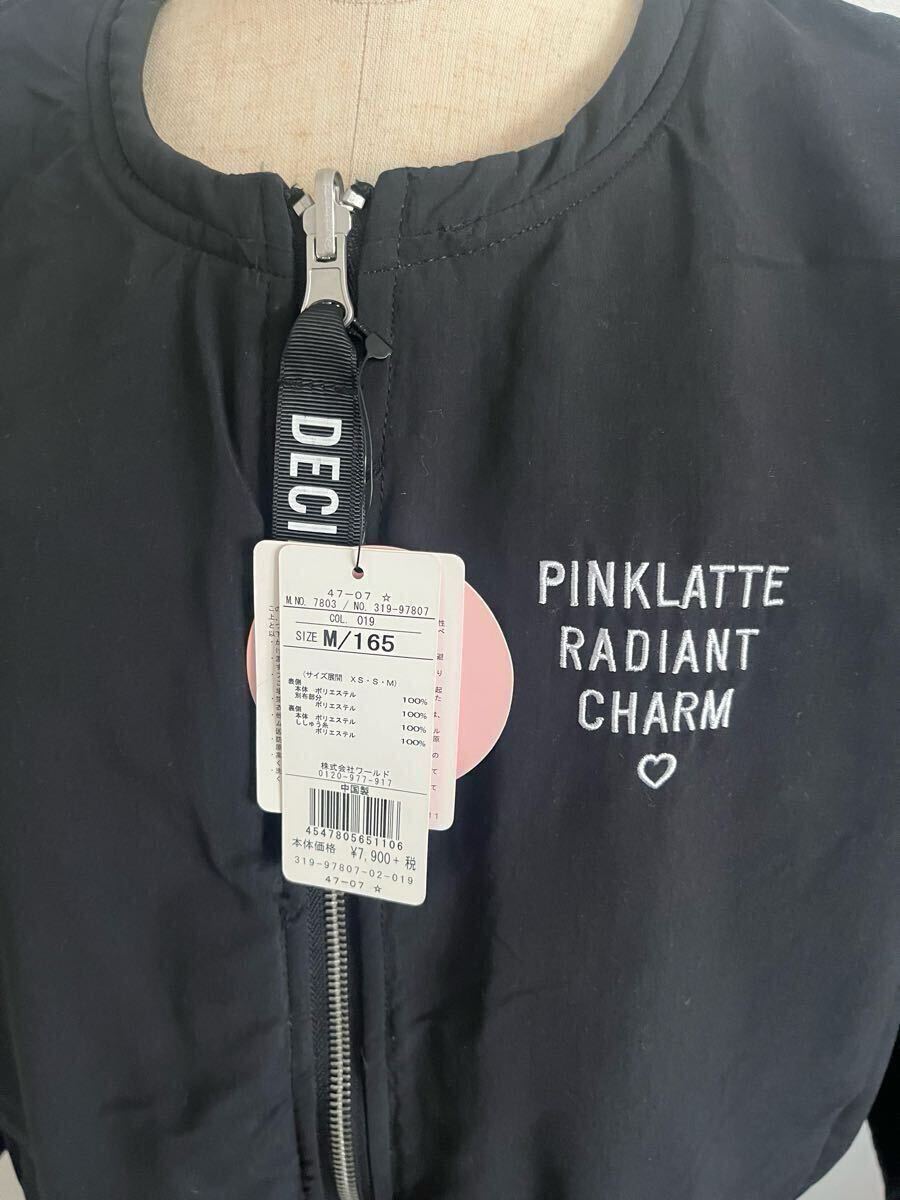 DECI
PINKLATTE
RADIANT
CHARM
47-07 ☆
M.NO. 7803 / NO. 319-97807
COL. 019
SIZE M/165
(サイズ展開 XS・S・M)
表側
本体 ポリエステル 100%
別布部分
ポリエステル 100%
裏側
本体 ポリエステル 100%
ししゅう糸
ポリエステル 100%
株式会社ワールド
0120-977-917
中国製
4547805651106
本体価格 ¥7,900+税
319-97807-02-019
47-07 ☆